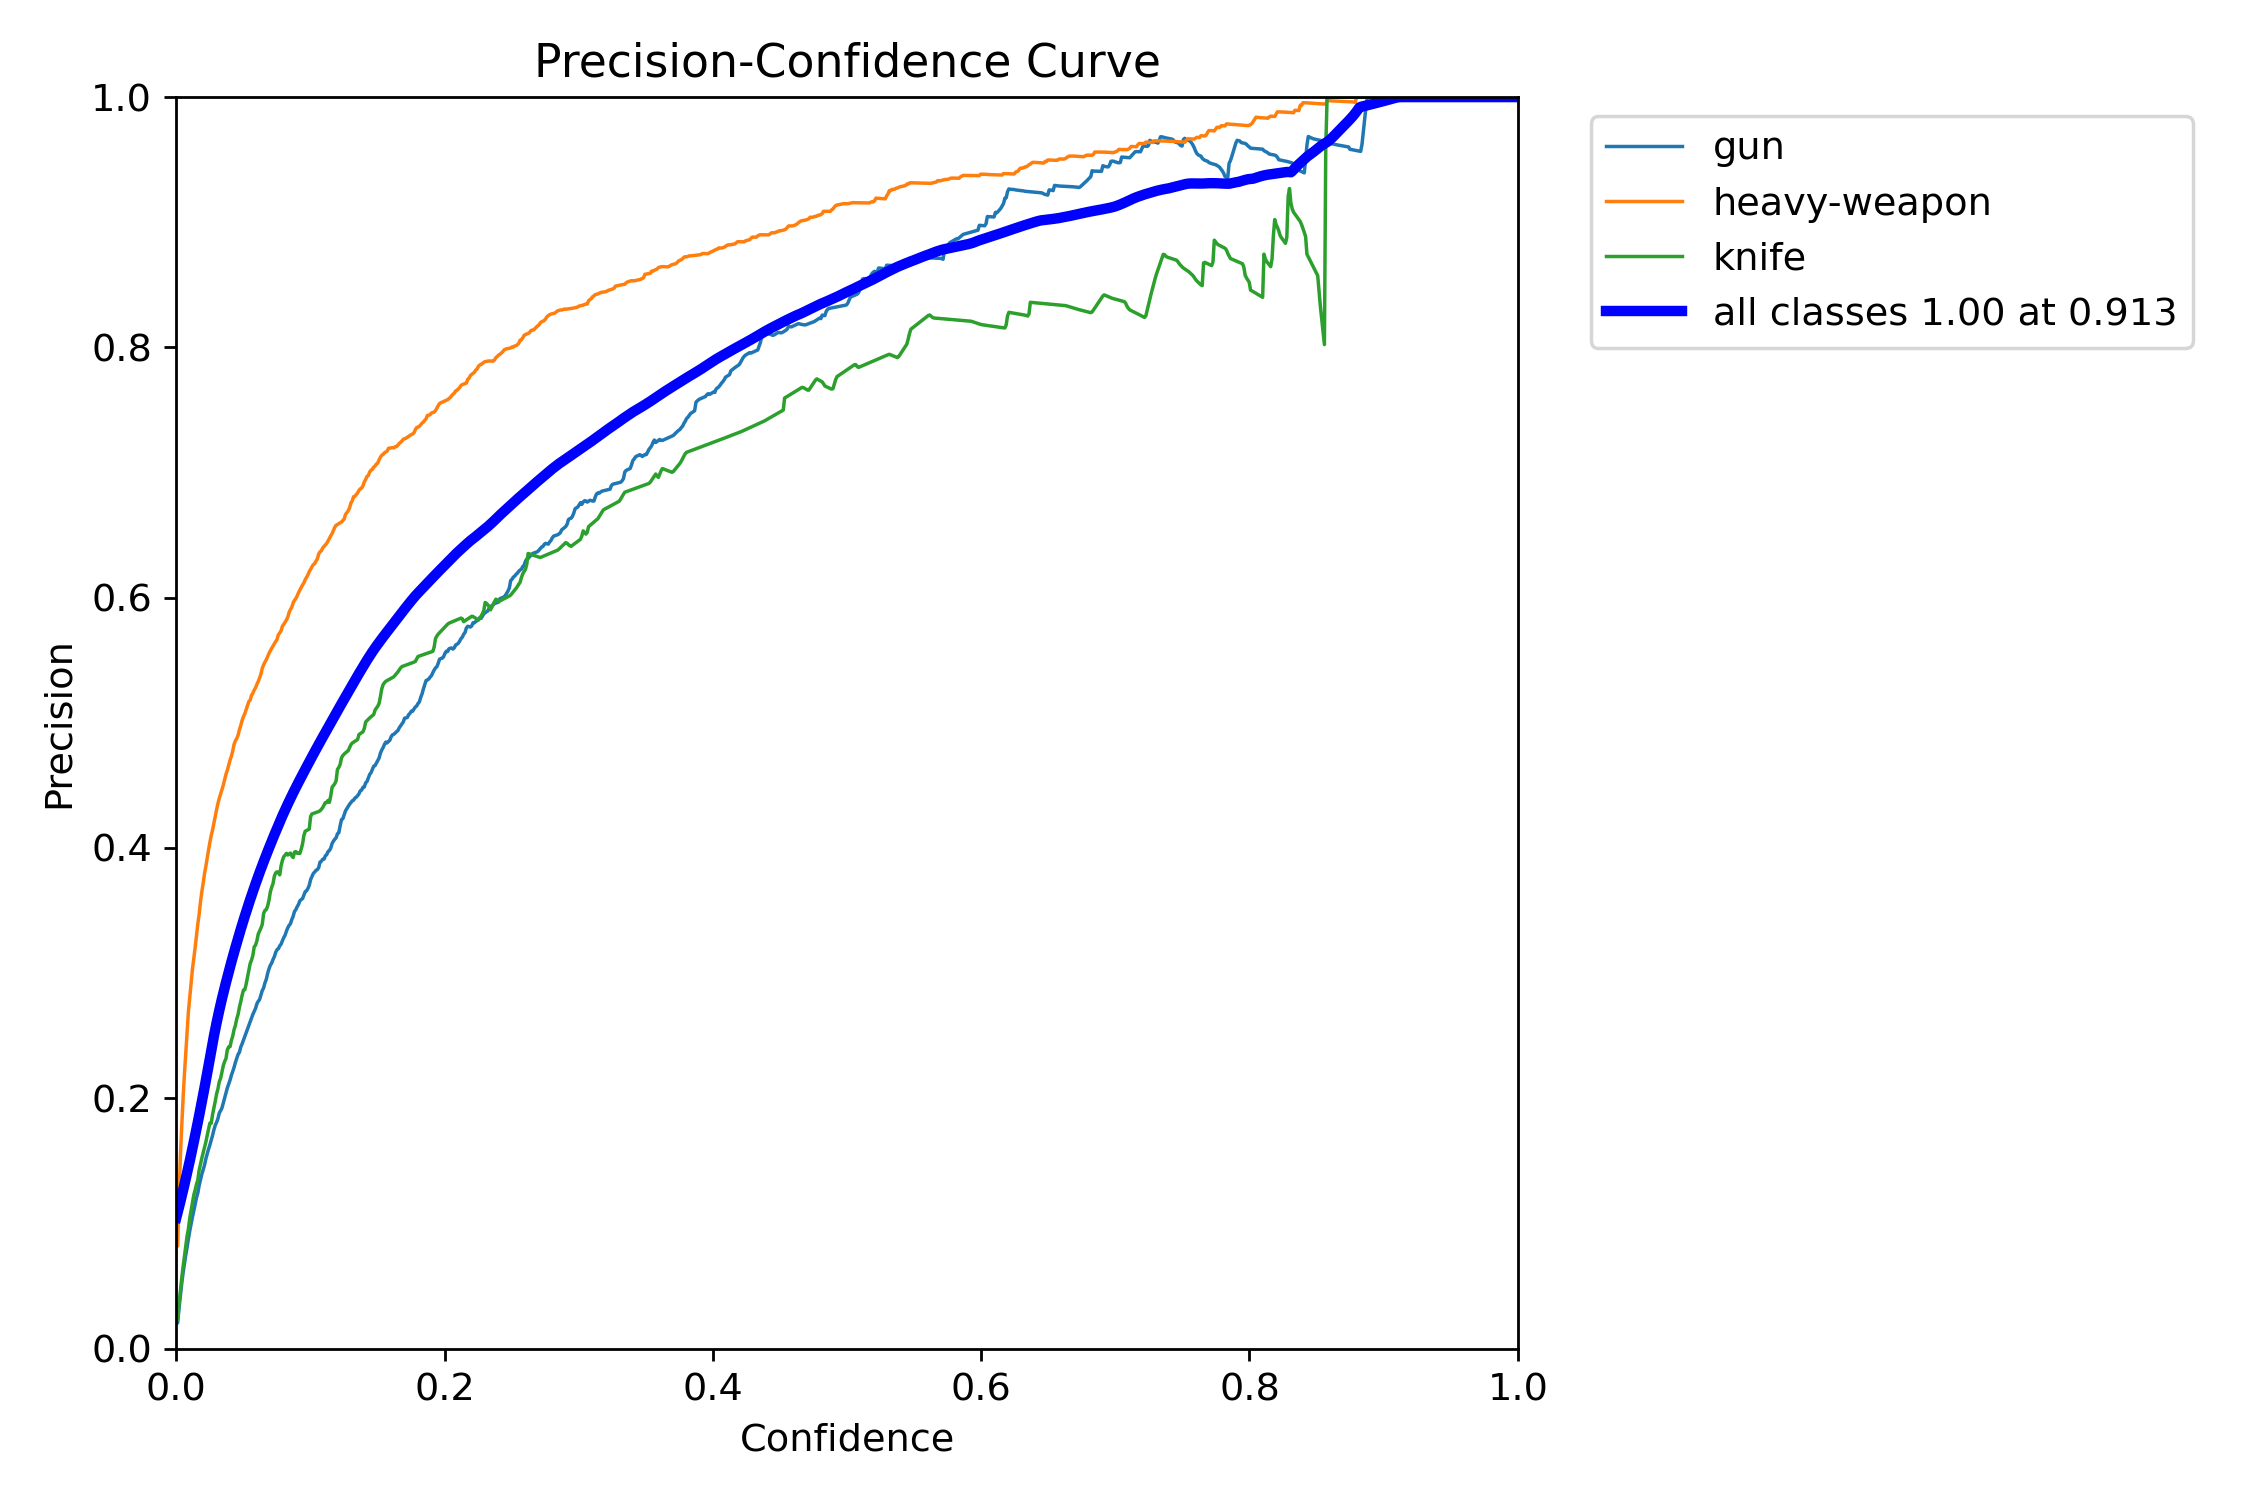 Precision-Confidence Curve
1.0
0.8
0.6
0.4
0.2
0.0
Precision
0.0 0.2 0.4 0.6 0.8 1.0
Confidence
gun
heavy-weapon
knife
all classes 1.00 at 0.913